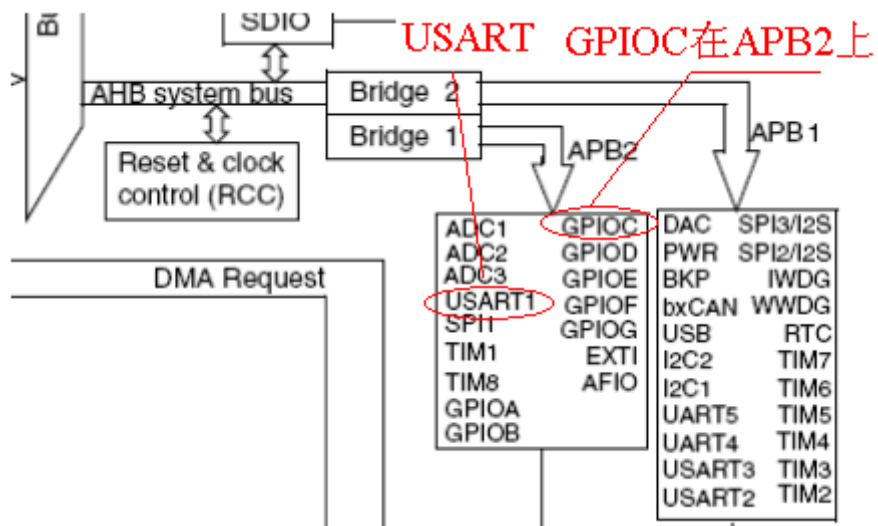 SDIO
USART
GPIOC在APB2上
AHB system bus
Bridge 2
Bridge 1
APB2
APB1
Reset & clock
control (RCC)
DMA Request
ADC1 GPIOC
ADC2 GPIOD
ADC3 GPIOE
USART1 GPIOF
SPI1 GPIOG
TIM1 EXTI
TIM8 AFIO
GPIOA
GPIOB
DAC SPI3/I2S
PWR SPI2/I2S
BKP IWDG
bxCAN WWDG
USB RTC
I2C2 TIM7
I2C1 TIM6
UART5 TIM5
UART4 TIM4
USART3 TIM3
USART2 TIM2